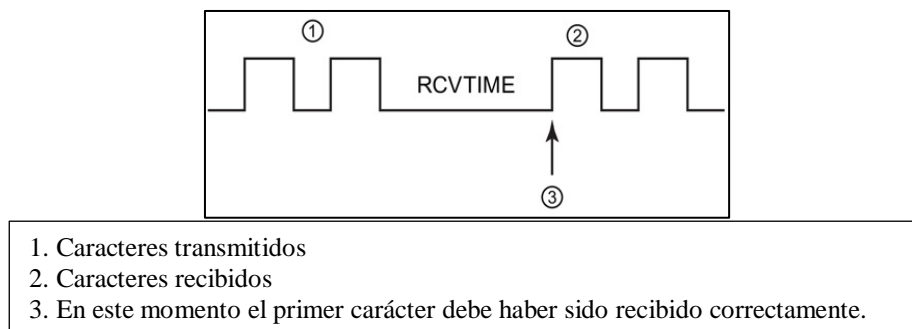 ①
②
RCVTIME
③
1. Caracteres transmitidos
2. Caracteres recibidos
3. En este momento el primer carácter debe haber sido recibido correctamente.